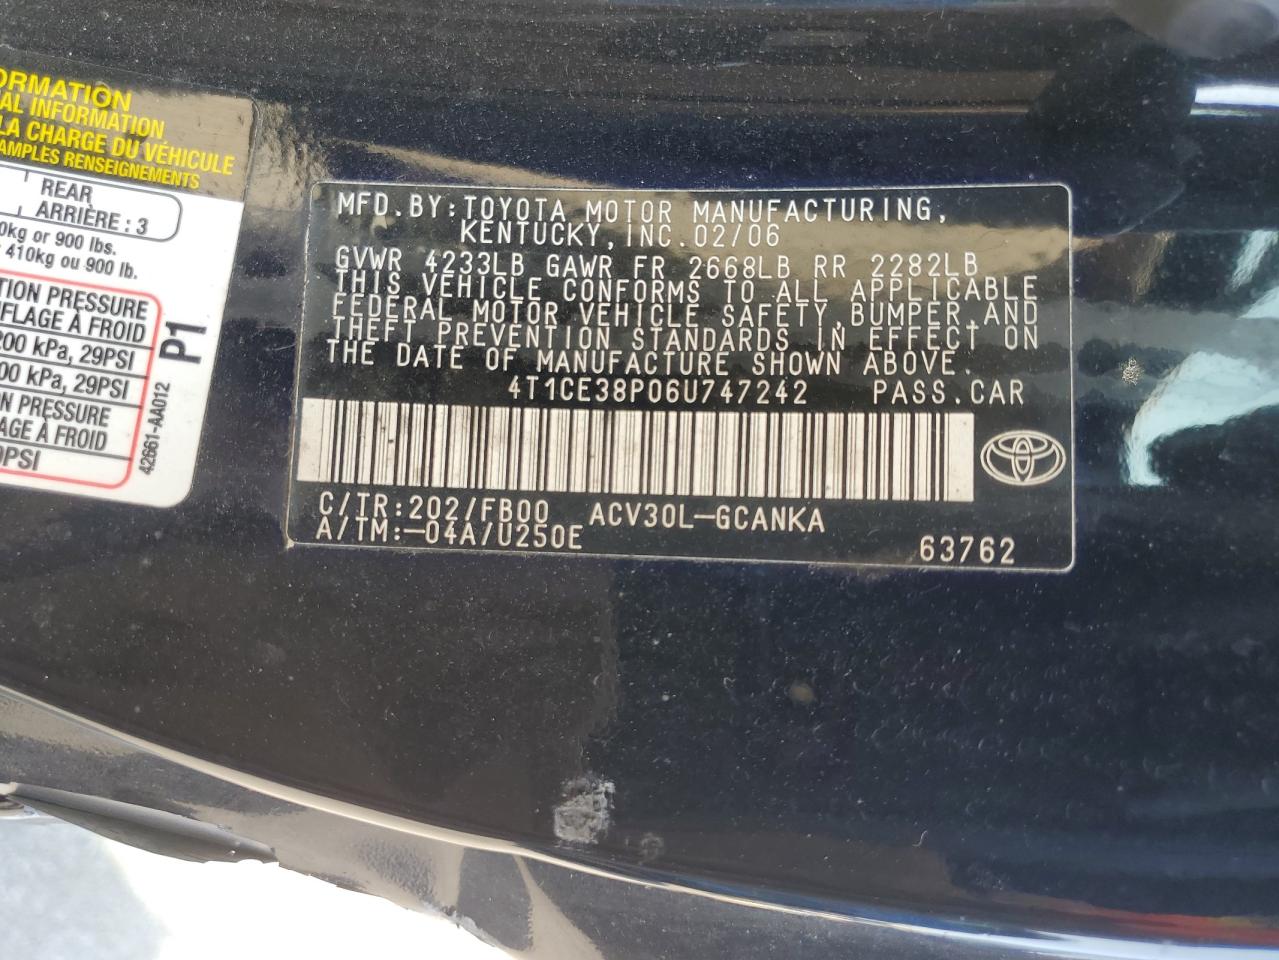 ORMATION
AL INFORMATION
LA CHARGE DU VÉHICULE
AMPLES RENSEIGNEMENTS
REAR
ARRIÈRE : 3
0kg or 900 lbs.
410kg ou 900 lb.
TION PRESSURE
FLAGE À FROID
200 kPa, 29PSI
00 kPa, 29PSI
ON PRESSURE
LAGE À FROID
9PSI
P1
42661-AA012
MFD. BY: TOYOTA MOTOR MANUFACTURING,
KENTUCKY, INC. 02/06
GVWR 4233LB GAWR FR 2668LB RR 2282LB
THIS VEHICLE CONFORMS TO ALL APPLICABLE
FEDERAL MOTOR VEHICLE SAFETY, BUMPER, AND
THEFT PREVENTION STANDARDS IN EFFECT ON
THE DATE OF MANUFACTURE SHOWN ABOVE.
4T1CE38P06U747242 PASS. CAR
C/TR:202/FB00 ACV30L-GCANKA
A/TM:-04A/U250E
63762